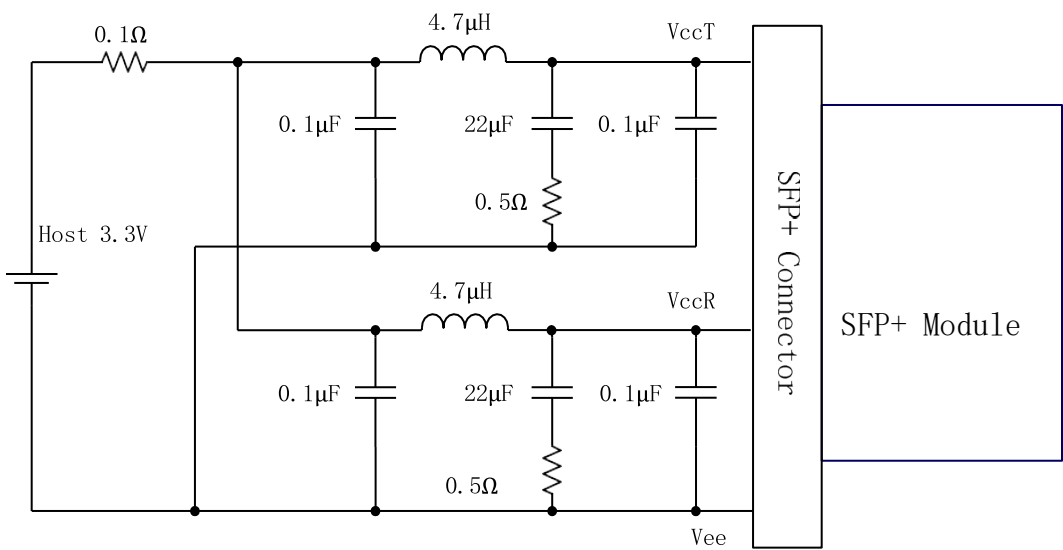 4.7μH
0.1Ω
VccT
0.1μF
22μF
0.1μF
0.5Ω
SFP+ Connector
Host 3.3V
4.7μH
VccR
SFP+ Module
0.1μF
22μF
0.1μF
0.5Ω
Vee